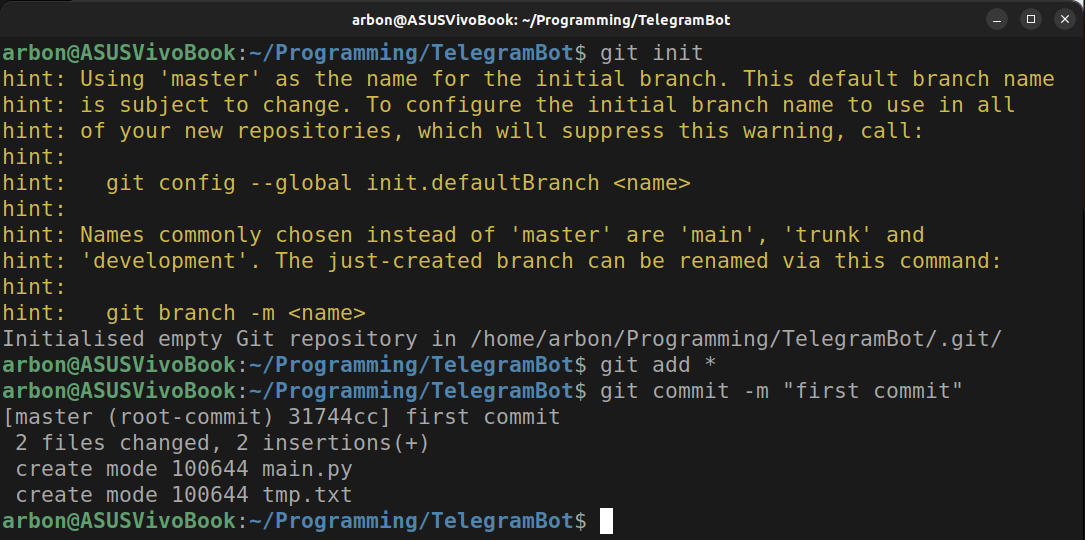 arbon@ASUSVivoBook: ~/Programming/TelegramBot
arbon@ASUSVivoBook:~/Programming/TelegramBot$ git init
hint: Using 'master' as the name for the initial branch. This default branch name
hint: is subject to change. To configure the initial branch name to use in all
hint: of your new repositories, which will suppress this warning, call:
hint:
hint:   git config --global init.defaultBranch <name>
hint:
hint: Names commonly chosen instead of 'master' are 'main', 'trunk' and
hint: 'development'. The just-created branch can be renamed via this command:
hint:
hint:   git branch -m <name>
Initialised empty Git repository in /home/arbon/Programming/TelegramBot/.git/
arbon@ASUSVivoBook:~/Programming/TelegramBot$ git add *
arbon@ASUSVivoBook:~/Programming/TelegramBot$ git commit -m "first commit"
[master (root-commit) 31744cc] first commit
 2 files changed, 2 insertions(+)
 create mode 100644 main.py
 create mode 100644 tmp.txt
arbon@ASUSVivoBook:~/Programming/TelegramBot$